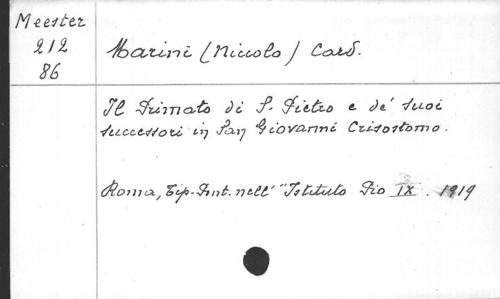 Meester
212
86
Marini (Niccolo) Card.
Il Primato di S. Pietro e de' suoi
successori in San Giovanni Crisostomo.
Roma, Tip. Pont. nell' "Istituto Pio IX. 1919